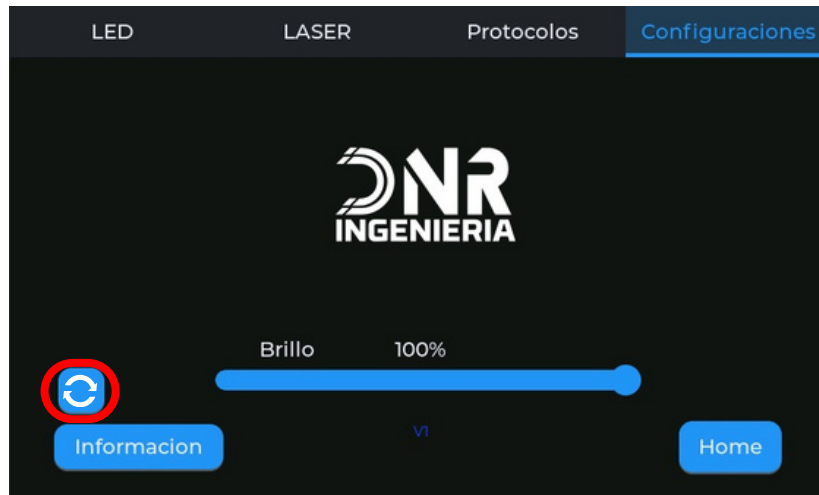 LED LASER Protocolos Configuraciones
DNR
INGENIERIA
Brillo 100%
V1
Informacion Home